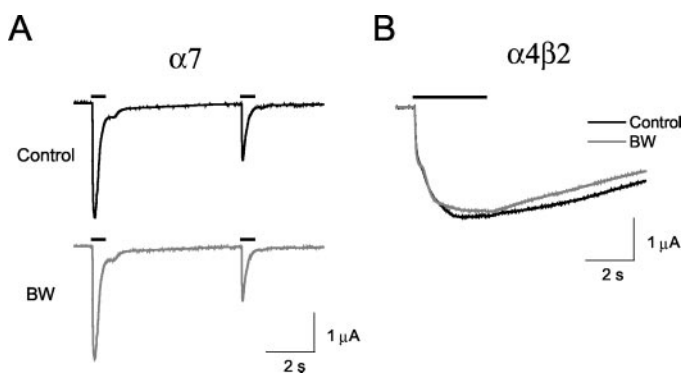 A
α7
Control
BW
1 μA
2 s
B
α4β2
Control
BW
1 μA
2 s